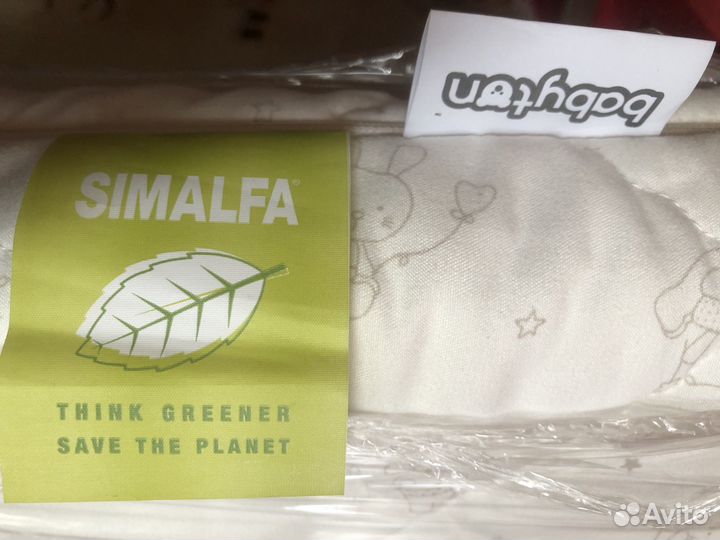 babyton
SIMALFA®
THINK GREENER
SAVE THE PLANET
Avito